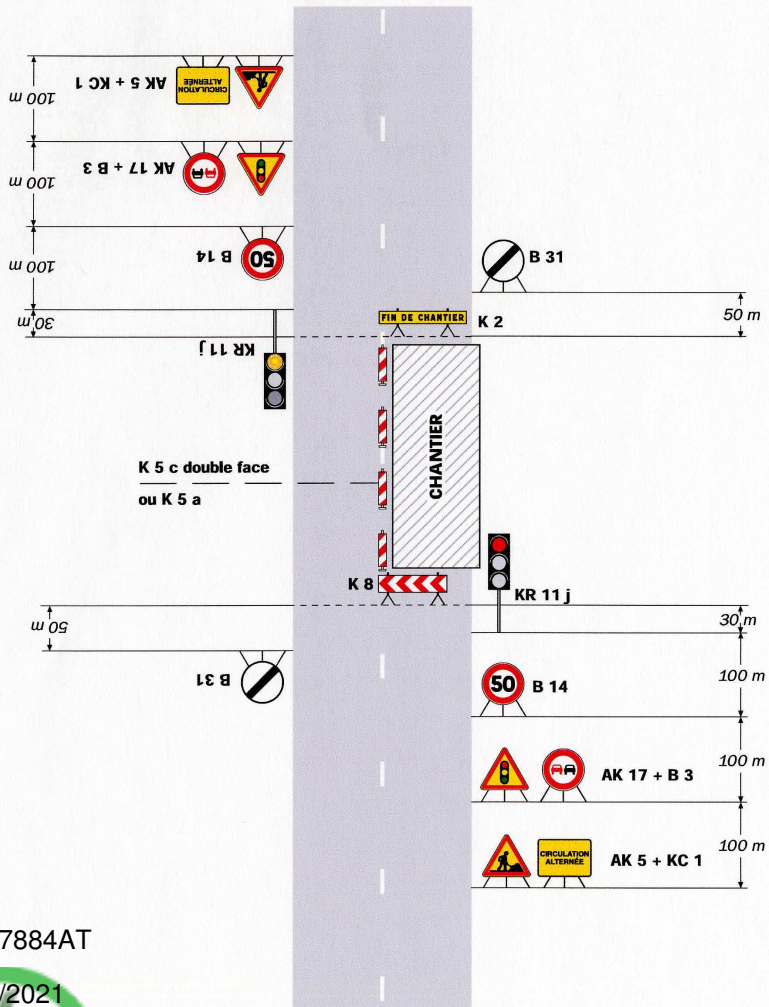 AK 5 + KC 1
CIRCULATION
ALTERNÉE
100 m
AK 17 + B 3
100 m
B 14
50
100 m
B 31
30 m
FIN DE CHANTIER
K 2
50 m
KR 11 j
CHANTIER
K 5 c double face
ou K 5 a
K 8
KR 11 j
50 m
30 m
B 31
50
B 14
100 m
AK 17 + B 3
100 m
CIRCULATION
ALTERNÉE
AK 5 + KC 1
100 m
7884AT
/2021